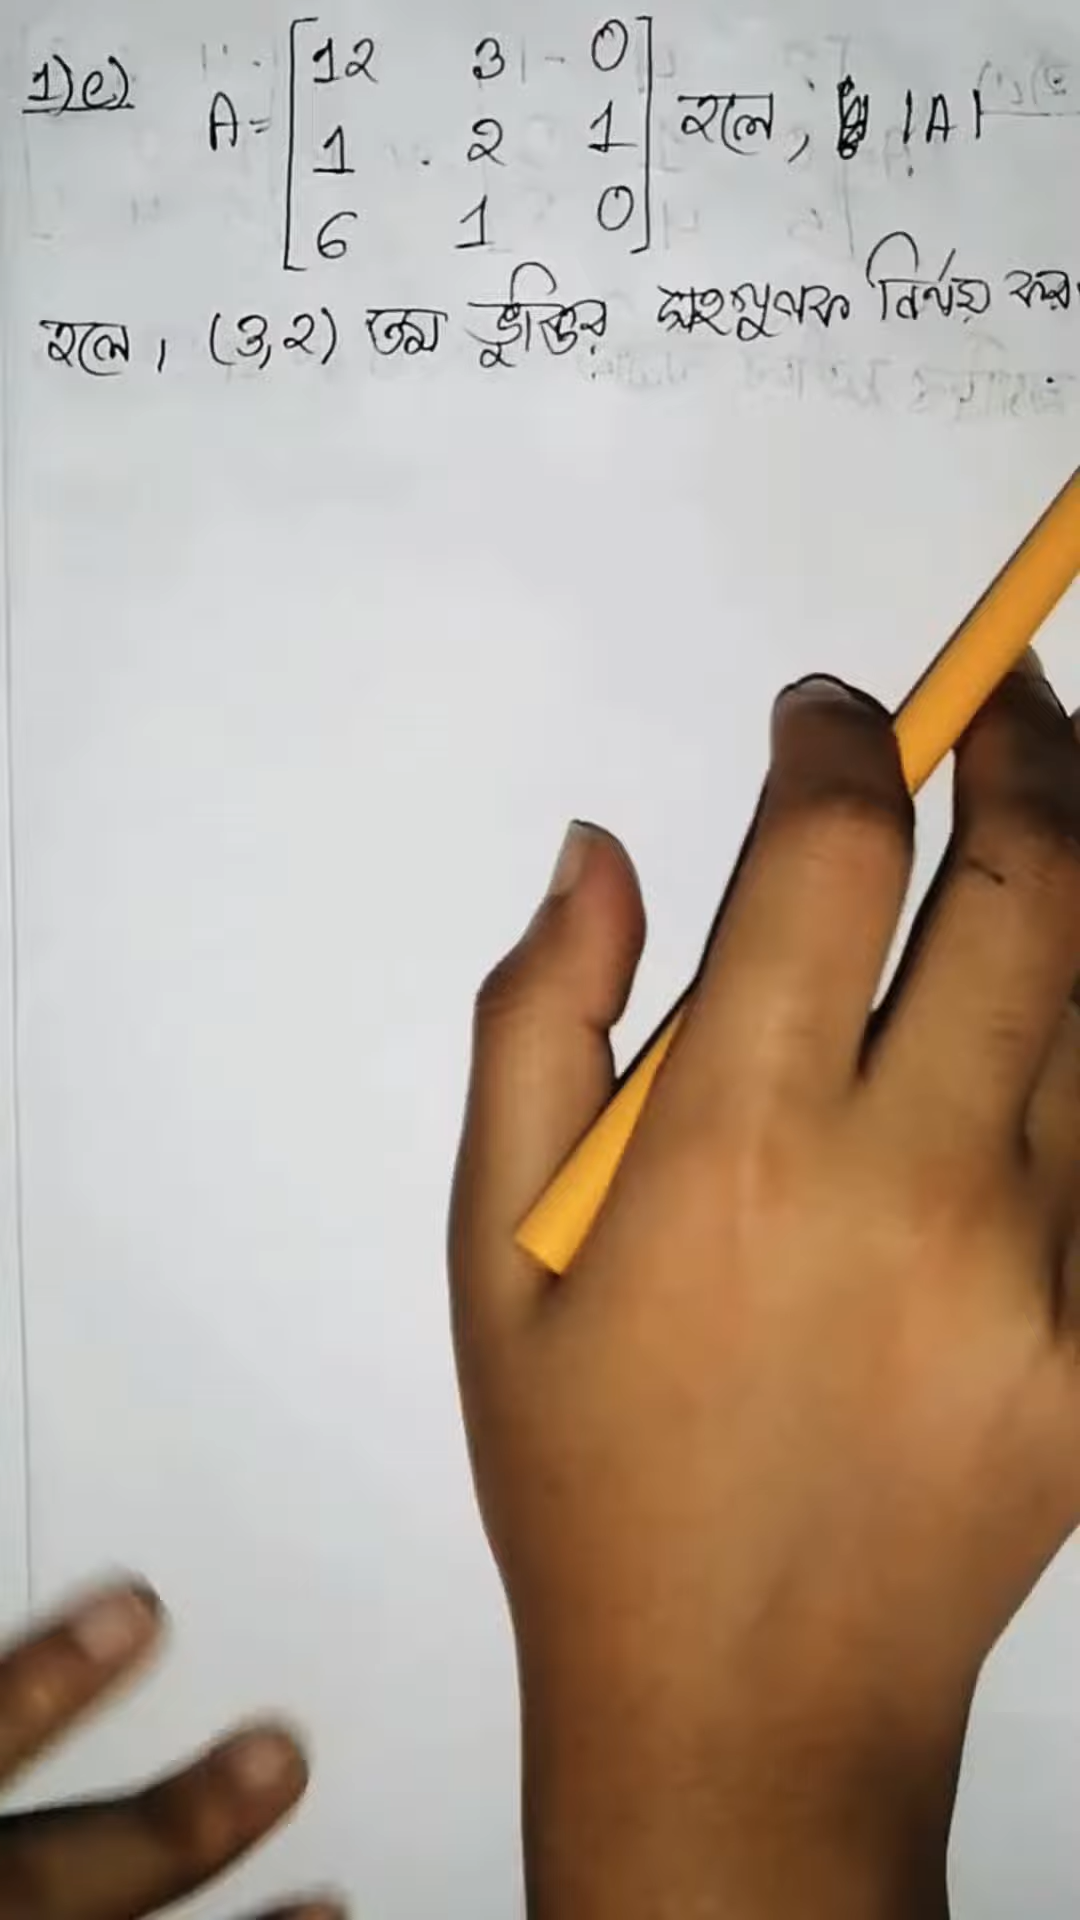 1)e)
A = [12 3 0
1 2 1
6 1 0] হলে, |A|
হলে, (3,2) তম ভুক্তির সহগুণক নির্ণয় কর